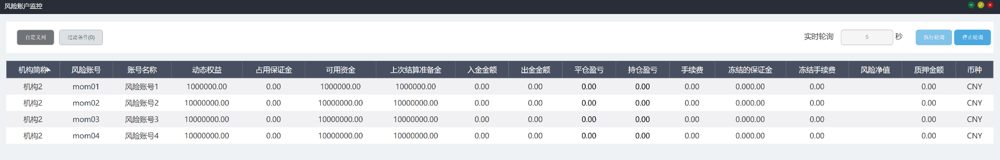 风险账户监控
自定义列 过滤条件(0) 实时轮询 5 秒 执行轮询 停止轮询
机构简称 风险账号 账号名称 动态权益 占用保证金 可用资金 上次结算准备金 入金金额 出金金额 平仓盈亏 持仓盈亏 手续费 冻结的保证金 冻结手续费 风险净值 质押金额 币种
机构2 mom01 风险账号1 1000000.00 0.00 1000000.00 1000000.00 0.00 0.00 0.00 0.00 0.00 0.000.00 0.00 0.00 CNY
机构2 mom02 风险账号2 10000000.00 0.00 10000000.00 10000000.00 0.00 0.00 0.00 0.00 0.00 0.000.00 0.00 0.00 CNY
机构2 mom03 风险账号3 10000000.00 0.00 10000000.00 10000000.00 0.00 0.00 0.00 0.00 0.00 0.000.00 0.00 0.00 CNY
机构2 mom04 风险账号4 10000000.00 0.00 10000000.00 10000000.00 0.00 0.00 0.00 0.00 0.00 0.000.00 0.00 0.00 CNY